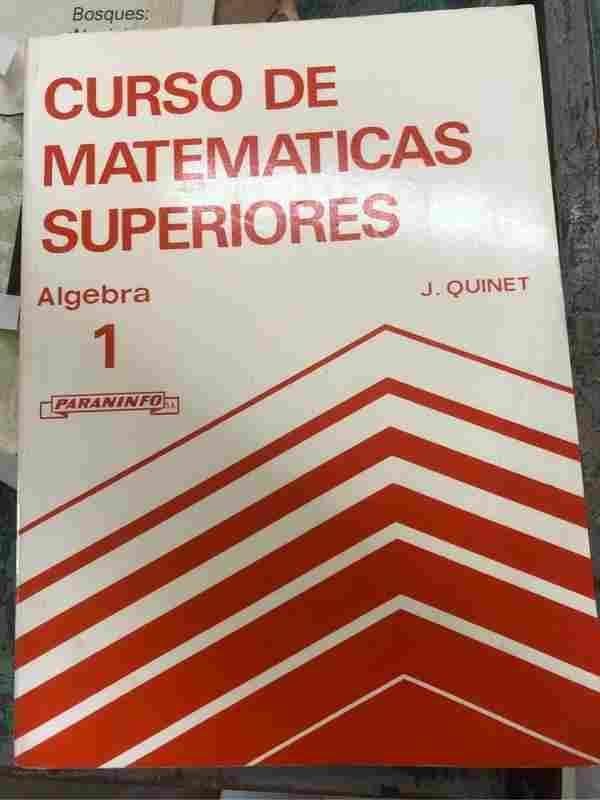 Bosques:
CURSO DE
MATEMATICAS
SUPERIORES
Algebra
J. QUINET
1
PARANINFO